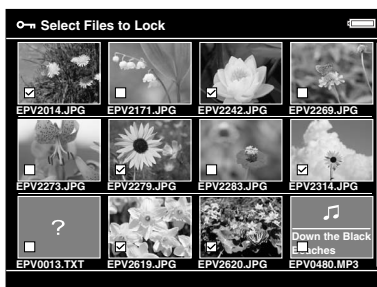 Select Files to Lock
EPV2014.JPG EPV2171.JPG EPV2242.JPG EPV2269.JPG
EPV2273.JPG EPV2279.JPG EPV2283.JPG EPV2314.JPG
?
Down the Black
Beaches
EPV0013.TXT EPV2619.JPG EPV2620.JPG EPV0480.MP3